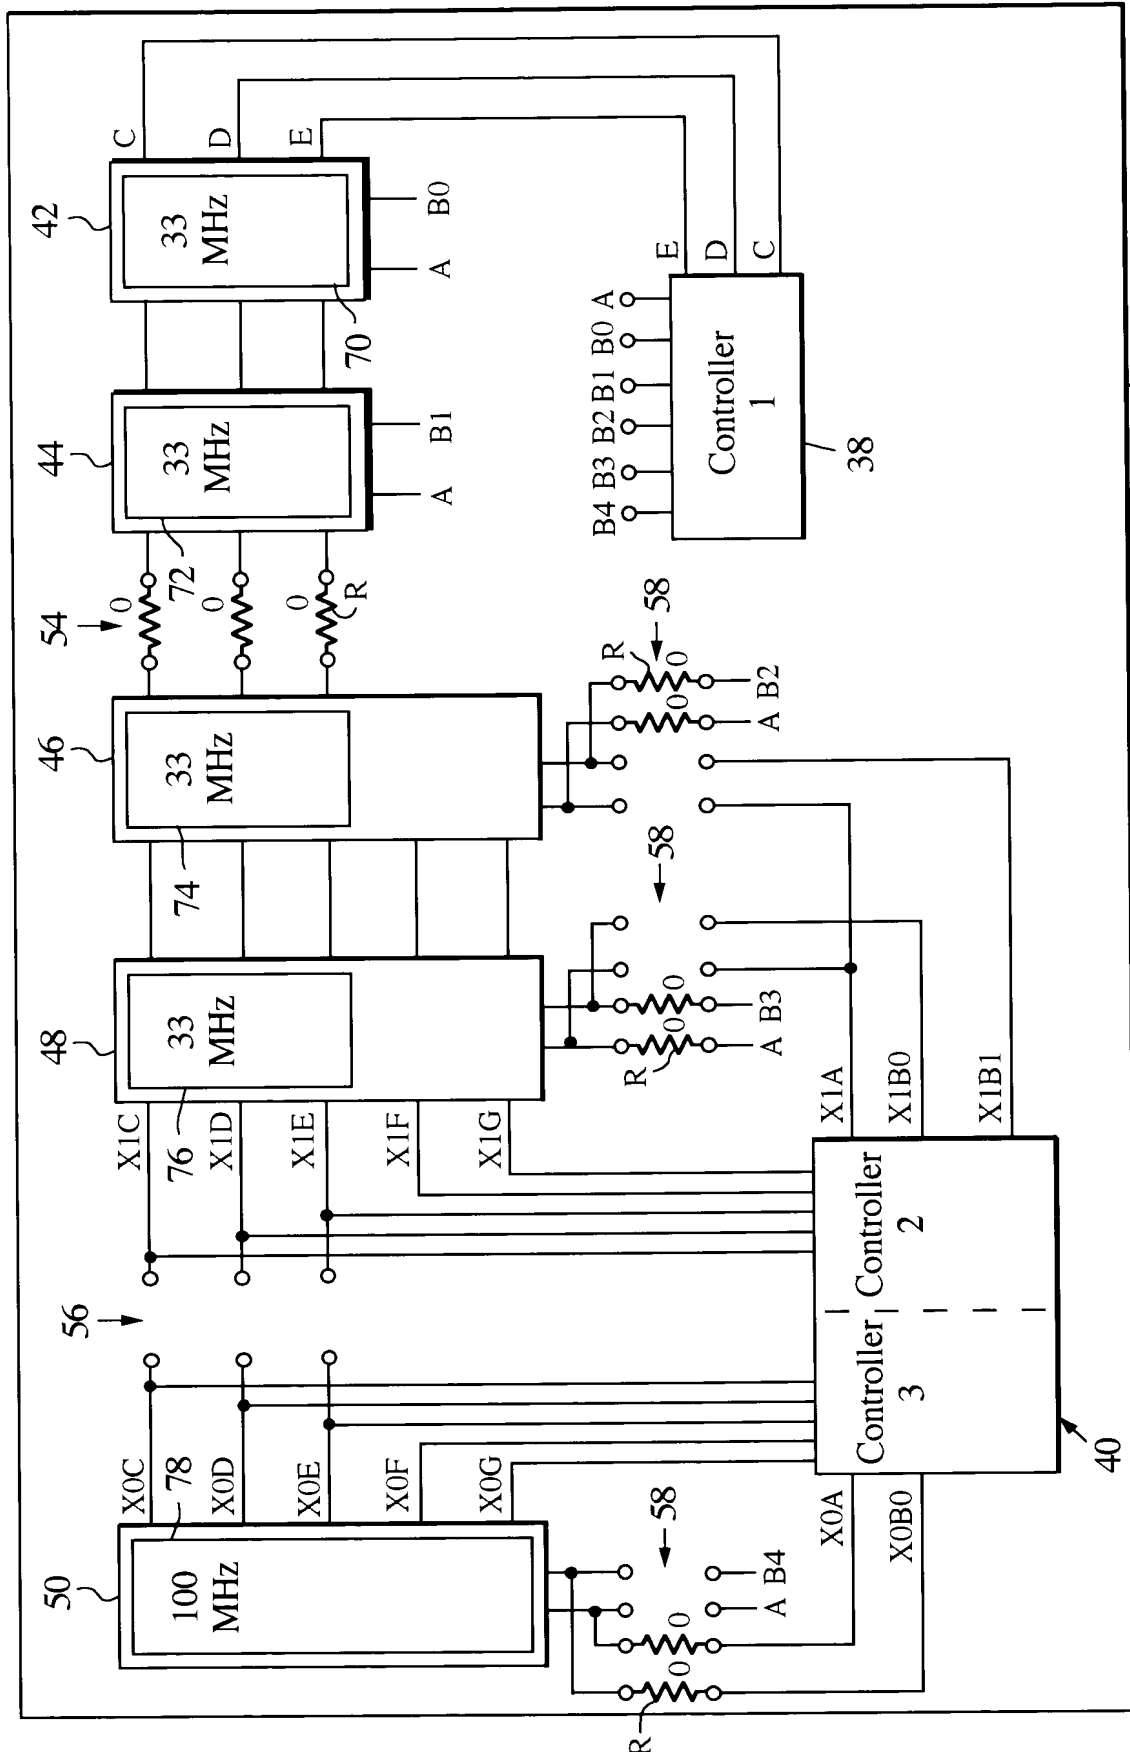 42
33
MHz
70
C
D
E
A
B0
44
33
MHz
72
A
B1
54
0
0
0
R
46
33
MHz
74
R
58
0
0
A
B2
48
33
MHz
76
58
R
0
0
A
B3
X1C
X1D
X1E
X1F
X1G
56
50
100
MHz
78
X0C
X0D
X0E
X0F
X0G
58
R
0
0
A
B4
X0A
X0B0
Controller
3
Controller
2
40
X1A
X1B0
X1B1
B4
B3
B2
B1
B0
A
Controller
1
38
E
D
C